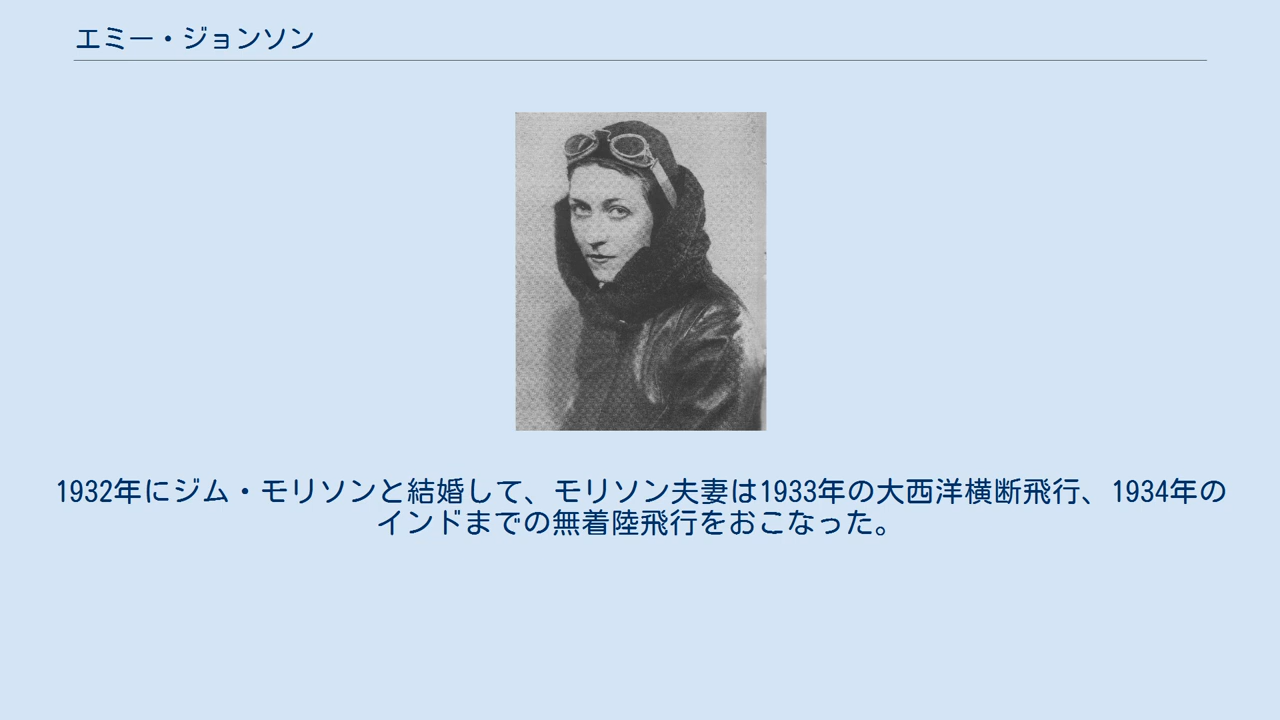 エミー・ジョンソン
1932年にジム・モリソンと結婚して、モリソン夫妻は1933年の大西洋横断飛行、1934年の
インドまでの無着陸飛行をおこなった。